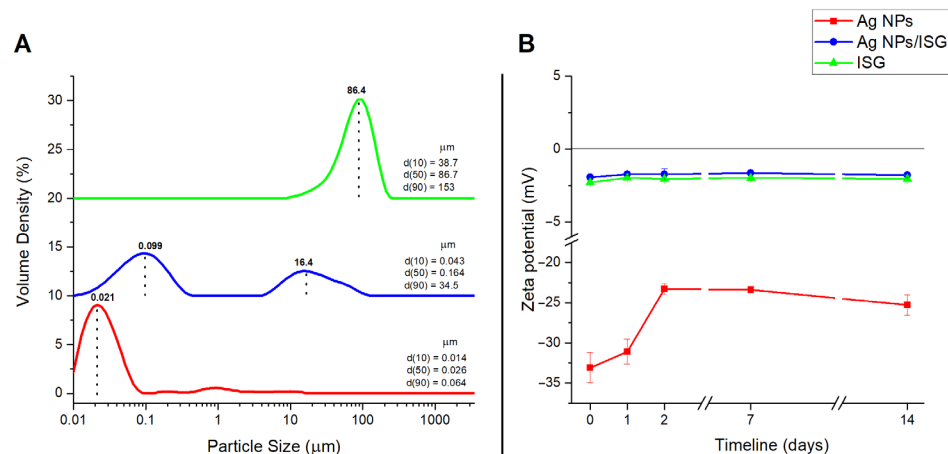 A
B
Ag NPs
Ag NPs/ISG
ISG
Volume Density (%)
30
25
20
15
10
5
0
86.4
μm
d(10) = 38.7
d(50) = 86.7
d(90) = 153
0.099
16.4
μm
d(10) = 0.043
d(50) = 0.164
d(90) = 34.5
0.021
μm
d(10) = 0.014
d(50) = 0.026
d(90) = 0.064
0.01
0.1
1
10
100
1000
Particle Size (μm)
Zeta potential (mV)
5
0
−5
−25
−30
−35
0
1
2
7
14
Timeline (days)